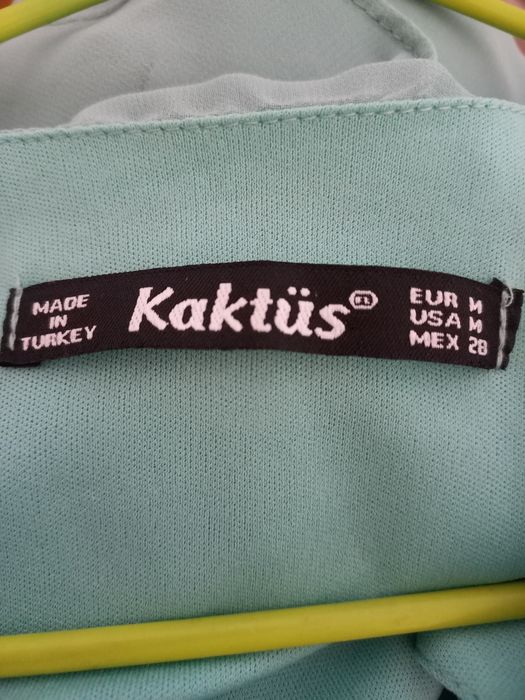 MADE
IN
TURKEY
Kaktüs
EUR M
USA M
MEX 28